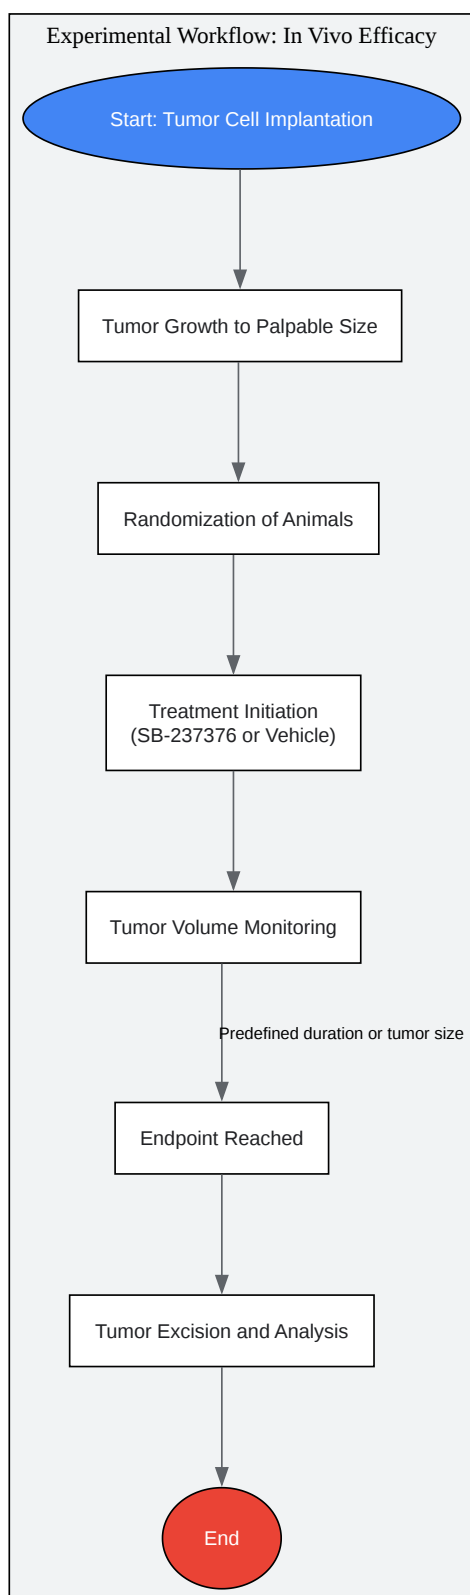 Experimental Workflow: In Vivo Efficacy
Start: Tumor Cell Implantation
Tumor Growth to Palpable Size
Randomization of Animals
Treatment Initiation
(SB-237376 or Vehicle)
Tumor Volume Monitoring
Predefined duration or tumor size
Endpoint Reached
Tumor Excision and Analysis
End